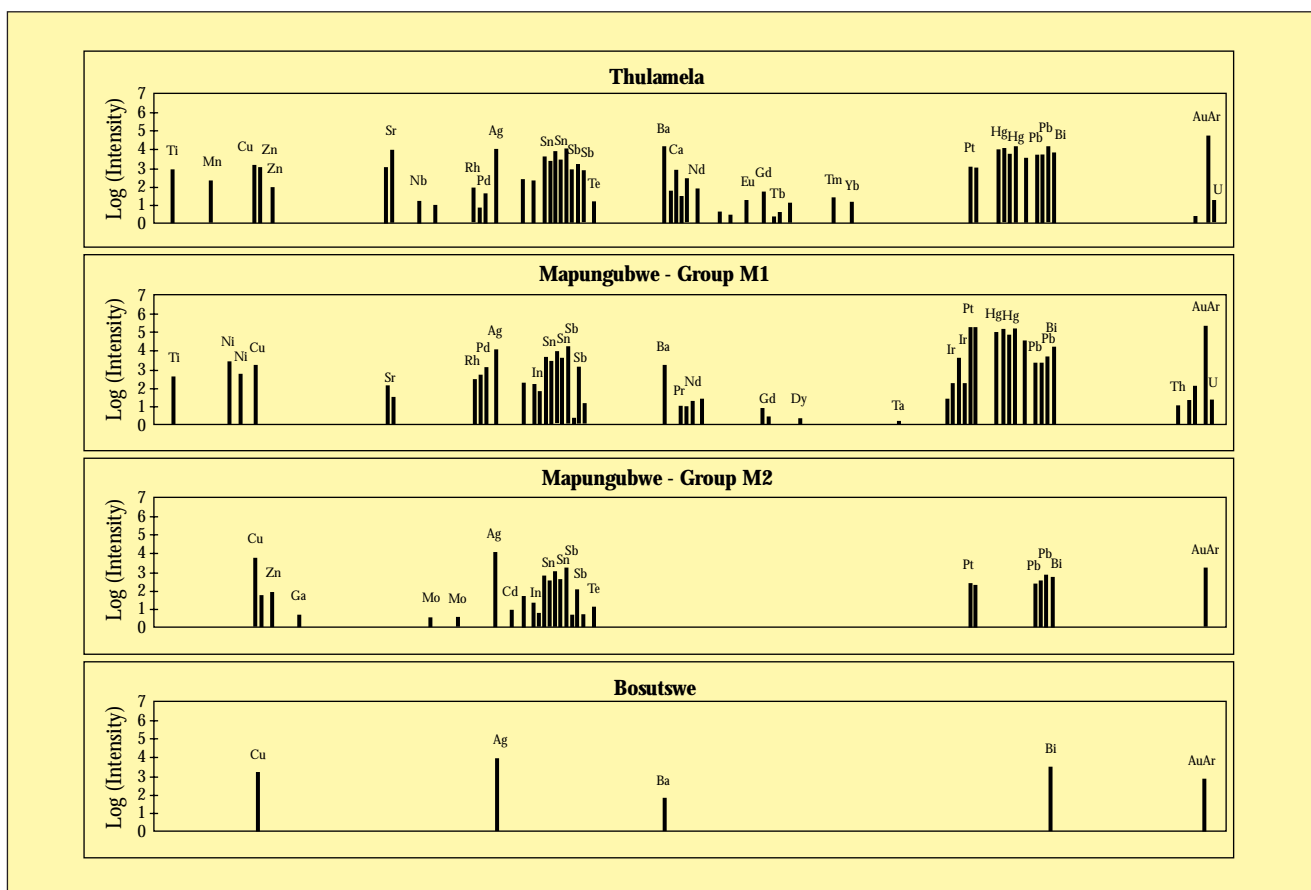 Thulamela
Log (Intensity)
7
6
5
4
3
2
1
0
Ti
Mn
Cu
Zn
Zn
Sr
Nb
Rh
Pd
Ag
Sn
Sn
Sb
Sb
Te
Ba
Ca
Nd
Eu
Gd
Tb
Tm
Yb
Pt
Hg
Hg
Pb
Pb
Bi
AuAr
U
Mapungubwe - Group M1
Log (Intensity)
7
6
5
4
3
2
1
0
Ti
Ni
Ni
Cu
Sr
Rh
Pd
Ag
In
Sn
Sn
Sb
Sb
Ba
Pr
Nd
Gd
Dy
Ta
Ir
Ir
Pt
Hg
Hg
Pb
Pb
Bi
Th
AuAr
U
Mapungubwe - Group M2
Log (Intensity)
7
6
5
4
3
2
1
0
Cu
Zn
Ga
Mo
Mo
Ag
Cd
In
Sn
Sn
Sb
Sb
Te
Pt
Pb
Pb
Bi
AuAr
Bosutswe
Log (Intensity)
7
6
5
4
3
2
1
0
Cu
Ag
Ba
Bi
AuAr